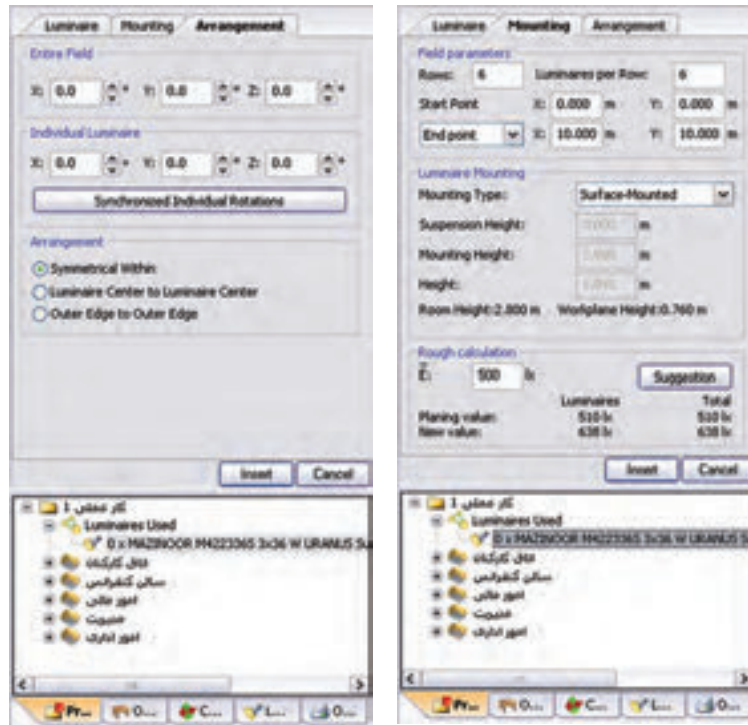 Luminaire Mounting Arrangement
Entire Field
X: 0.0 ° Y: 0.0 ° Z: 0.0 °
Individual Luminaire
X: 0.0 ° Y: 0.0 ° Z: 0.0 °
Synchronized Individual Rotations
Arrangement
Symmetrical Within
Luminaire Center to Luminaire Center
Outer Edge to Outer Edge
Insert Cancel
کار عملی 1
Luminaires Used
0 x MAZINOOR M4223365 3x36 W URANUS Su
اتاق کارکنان
سالن کنفرانس
امور مالی
مدیریت
امور اداری
Pr... O... C... L... O...
Luminaire Mounting Arrangement
Field parameters
Rows: 6 Luminaires per Row: 6
Start Point X: 0.000 m Y: 0.000 m
End point X: 10.000 m Y: 10.000 m
Luminaire Mounting
Mounting Type: Surface-Mounted
Suspension Height: m
Mounting Height: m
Height: m
Room Height:2.800 m Workplane Height:0.760 m
Rough calculation
E: 500 lx Suggestion
Luminaires Total
Planing value: 510 lx 510 lx
New value: 638 lx 638 lx
Insert Cancel
کار عملی 1
Luminaires Used
0 x MAZINOOR M4223365 3x36 W URANUS S
اتاق کارکنان
سالن کنفرانس
امور مالی
مدیریت
امور اداری
Pr... O... C... L... O...